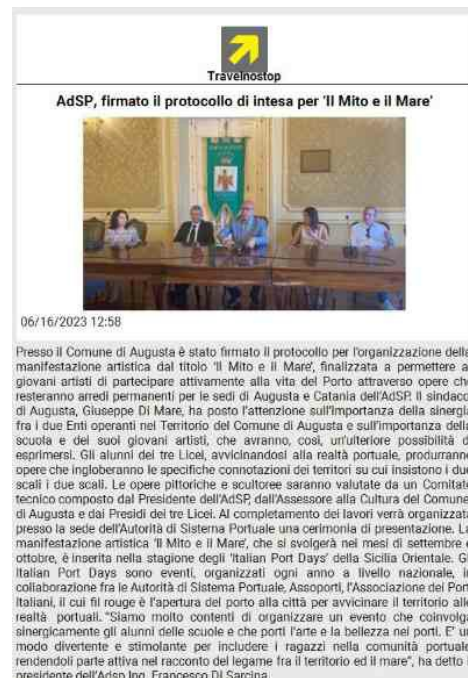 Travelnostop
AdSP, firmato il protocollo di intesa per 'Il Mito e il Mare'
06/16/2023 12:58
Presso il Comune di Augusta è stato firmato il protocollo per l'organizzazione della
manifestazione artistica dal titolo 'Il Mito e il Mare', finalizzata a permettere a
giovani artisti di partecipare attivamente alla vita del Porto attraverso opere che
resteranno arredi permanenti per le sedi di Augusta e Catania dell'AdSP. Il sindaco
di Augusta, Giuseppe Di Mare, ha posto l'attenzione sull'importanza della sinergia
fra i due Enti operanti nel Territorio del Comune di Augusta e sull'importanza della
scuola e dei suoi giovani artisti, che avranno, così, un'ulteriore possibilità d
esprimersi. Gli alunni dei tre Licei, avvicinandosi alla realtà portuale, produrranno
opere che ingloberanno le specifiche connotazioni dei territori su cui insistono i due
scali i due scali. Le opere pittoriche e scultoree saranno valutate da un Comitato
tecnico composto dal Presidente dell'AdSP, dall'Assessore alla Cultura del Comune
di Augusta e dai Presidi dei tre Licei. Al completamento dei lavori verrà organizzata
presso la sede dell'Autorità di Sistema Portuale una cerimonia di presentazione. La
manifestazione artistica 'Il Mito e il Mare', che si svolgerà nei mesi di settembre e
ottobre, è inserita nella stagione degli 'Italian Port Days' della Sicilia Orientale. Gl
Italian Port Days sono eventi, organizzati ogni anno a livello nazionale, in
collaborazione fra le Autorità di Sistema Portuale, Assoporti, l'Associazione dei Port
Italiani, il cui fil rouge è l'apertura del porto alla città per avvicinare il territorio alle
realtà portuali. "Siamo molto contenti di organizzare un evento che coinvolga
sinergicamente gli alunni delle scuole e che porti l'arte e la bellezza nei porti. E' un
modo divertente e stimolante per includere i ragazzi nella comunità portuale
rendendoli parte attiva nel racconto del legame fra il territorio ed il mare", ha detto i
presidente dell'Adsp Ing. Francesco Di Sarcina.